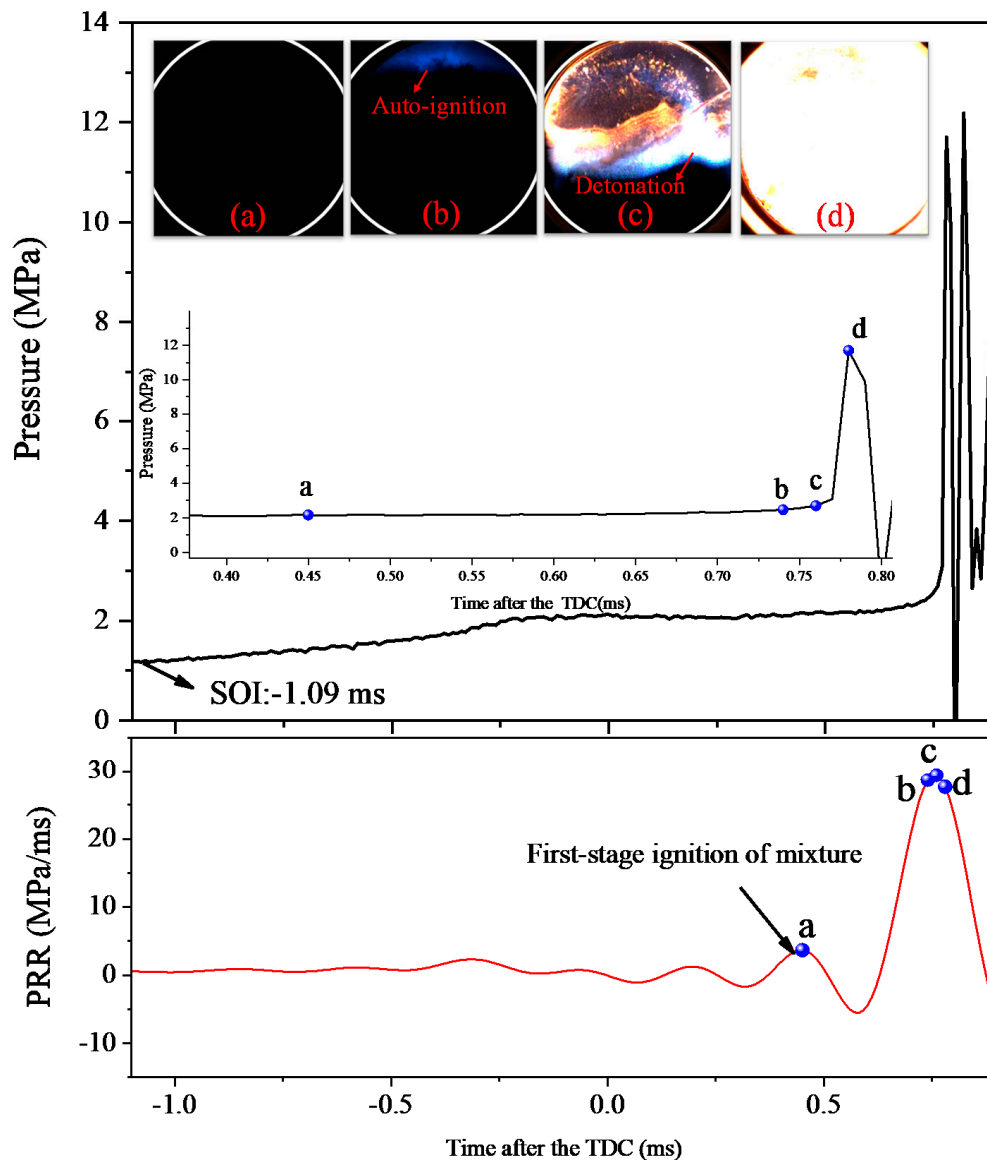 14
12
10
8
6
4
2
0
Pressure (MPa)
Auto-ignition
Detonation
(a)
(b)
(c)
(d)
12
10
8
6
4
2
0
Pressure (MPa)
a
b
c
d
0.40
0.45
0.50
0.55
0.60
0.65
0.70
0.75
0.80
Time after the TDC(ms)
SOI:-1.09 ms
30
20
10
0
-10
PRR (MPa/ms)
First-stage ignition of mixture
a
b
c
d
-1.0
-0.5
0.0
0.5
Time after the TDC (ms)